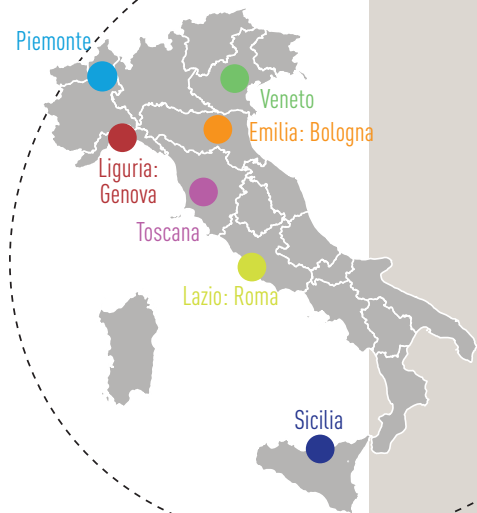 Piemonte
Veneto
Emilia: Bologna
Liguria:
Genova
Toscana
Lazio: Roma
Sicilia